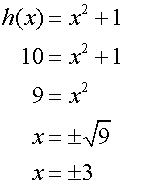 h(x) = x² + 1
10 = x² + 1
9 = x²
x = ±√9
x = ±3